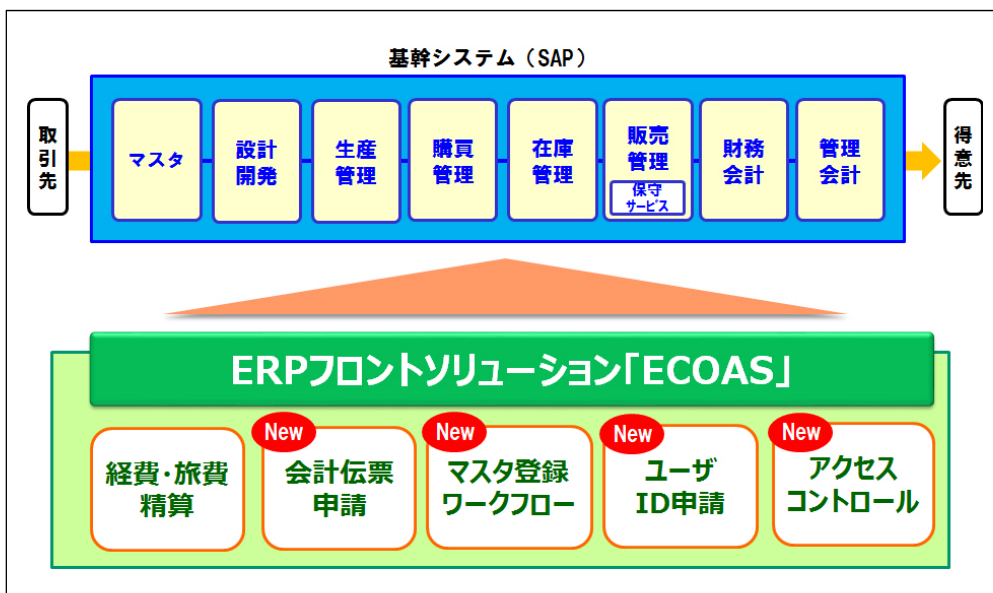 基幹システム（SAP）
取引先
マスタ
設計
開発
生産
管理
購買
管理
在庫
管理
販売
管理
保守
サービス
財務
会計
管理
会計
得意先
ERPフロントソリューション「ECOAS」
経費・旅費
精算
New
会計伝票
申請
New
マスタ登録
ワークフロー
New
ユーザ
ID申請
New
アクセス
コントロール